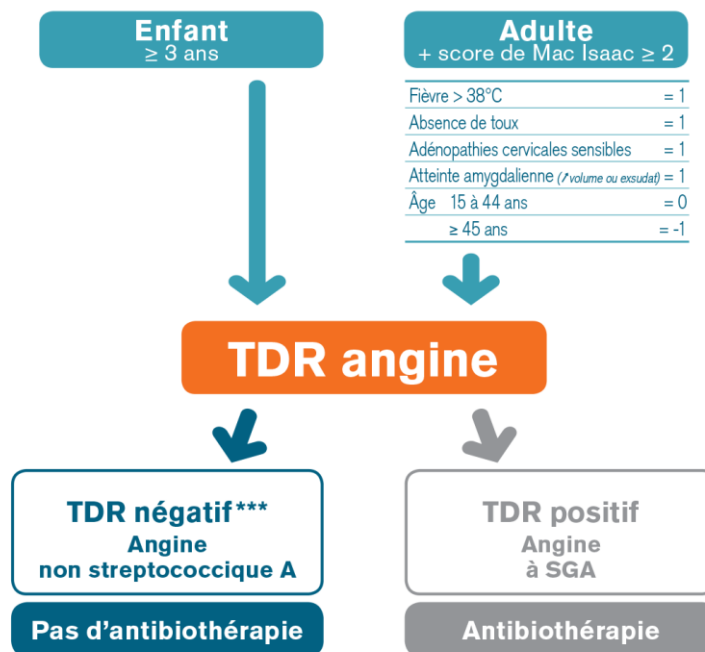 Enfant
≥ 3 ans
Adulte
+ score de Mac Isaac ≥ 2
Fièvre > 38°C = 1
Absence de toux = 1
Adénopathies cervicales sensibles = 1
Atteinte amygdalienne (↗volume ou exsudat) = 1
Âge 15 à 44 ans = 0
≥ 45 ans = -1
TDR angine
TDR négatif***
Angine
non streptococcique A
Pas d'antibiothérapie
TDR positif
Angine
à SGA
Antibiothérapie